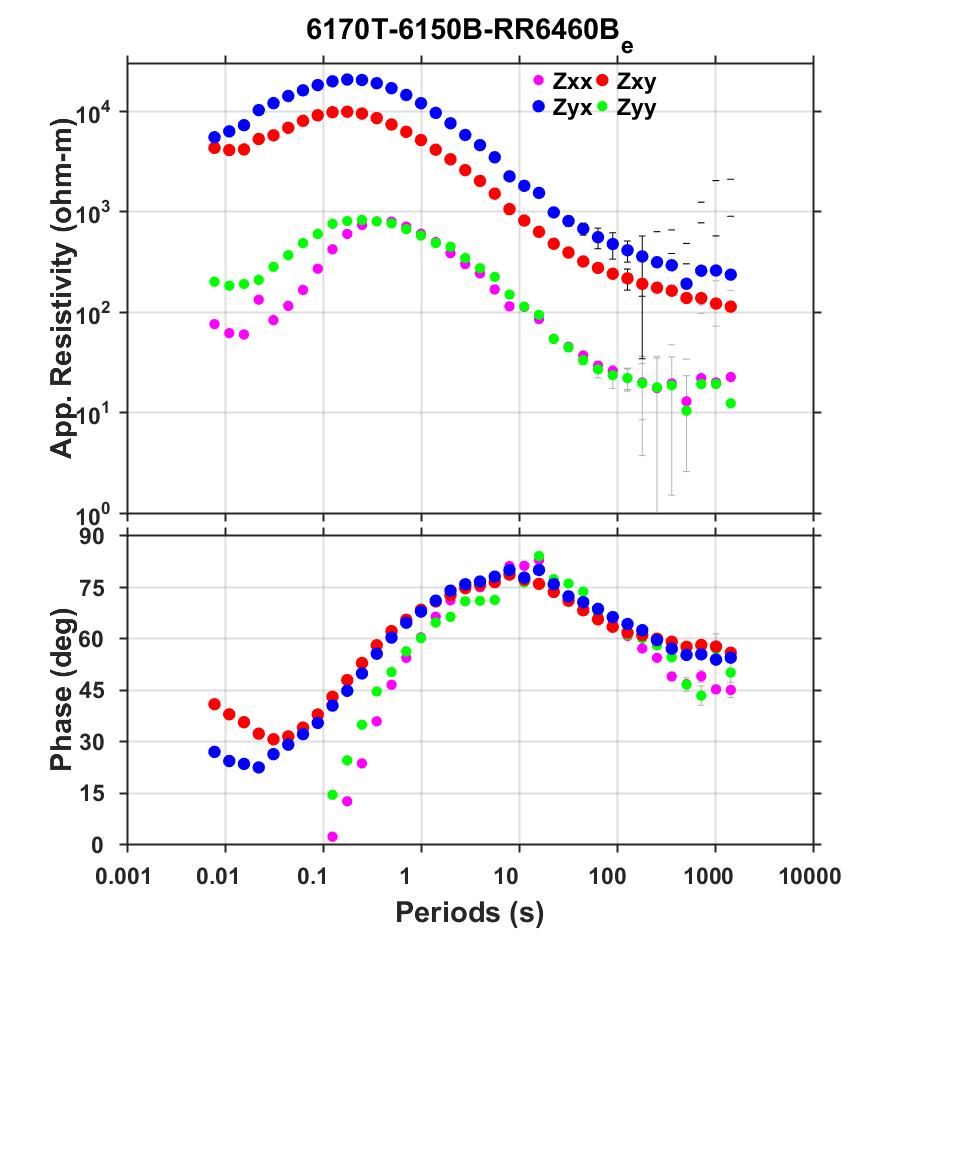 6170T-6150B-RR6460Be
Zxx Zxy
Zyx Zyy
App. Resistivity (ohm-m)
10^4
10^3
10^2
10^1
10^0
Phase (deg)
90
75
60
45
30
15
0
0.001 0.01 0.1 1 10 100 1000 10000
Periods (s)